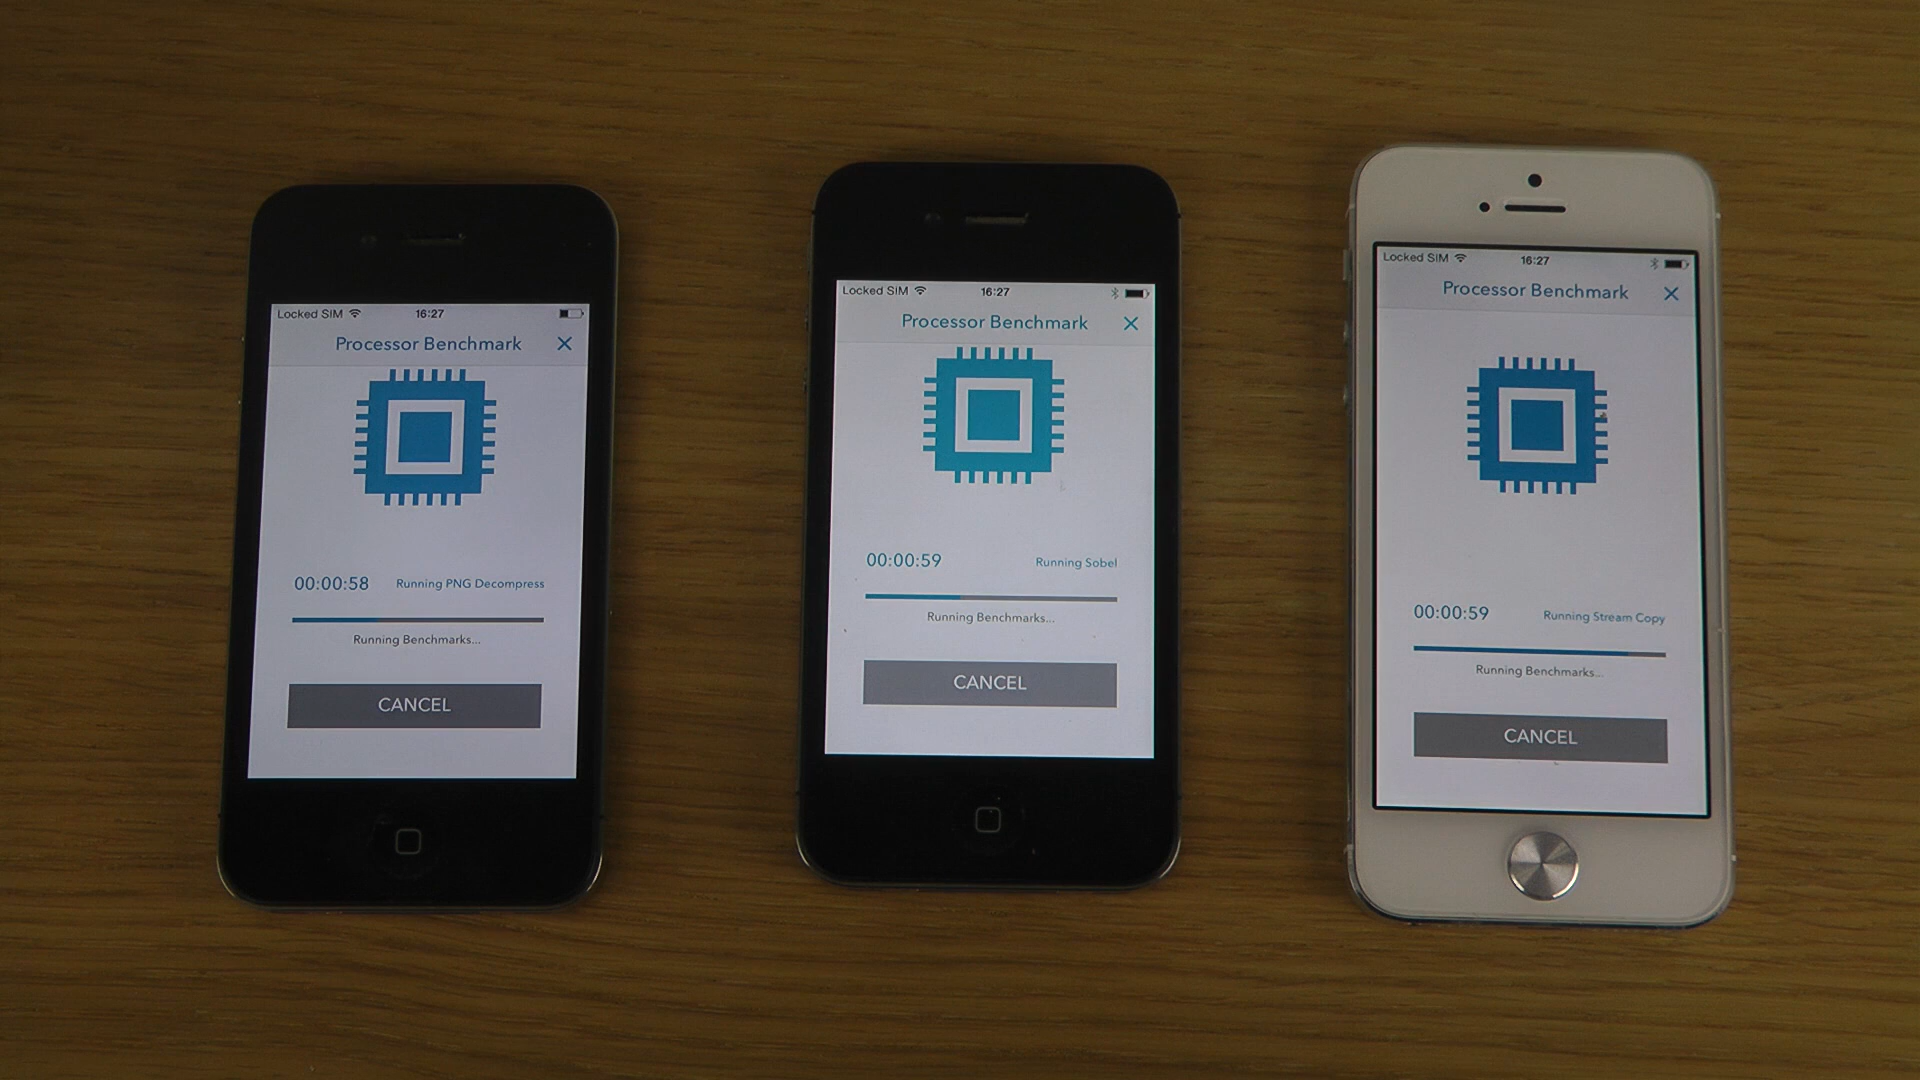 Locked SIM 16:27
Processor Benchmark
00:00:58 Running PNG Decompress
Running Benchmarks...
CANCEL
Locked SIM 16:27
Processor Benchmark
00:00:59 Running Sobel
Running Benchmarks...
CANCEL
Locked SIM 16:27
Processor Benchmark
00:00:59 Running Stream Copy
Running Benchmarks...
CANCEL